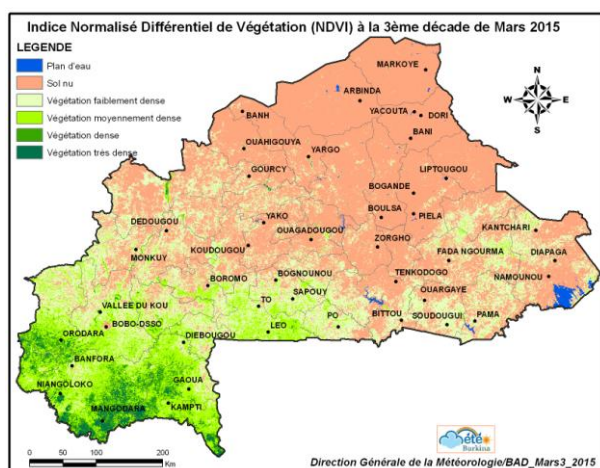 Indice Normalisé Différentiel de Végétation (NDVI) à la 3ème décade de Mars 2015
LEGENDE
Plan d'eau
Sol nu
Végétation faiblement dense
Végétation moyennement dense
Végétation dense
Végétation très dense
N
W
E
S
MARKOYE
ARBINDA
YACOUTA
DORI
BANH
BANI
OUAHIGOUYA
YARGO
GOURCY
LIPTOUGOU
BOGANDE
DEDOUGOU
YAKO
BOULSA
PIELA
KANTCHARI
OUAGADOUGOU
KOUDOUGOU
ZORGHO
MONKUY
FADA NGOURMA
DIAPAGA
BOROMO
BOGNOUNOU
TENKODOGO
NAMOUNOU
TO
SAPOUY
OUARGAYE
VALLEE DU KOU
BOBO-DSSO
LEO
PO
BITTOU
SOUDOUGUI
PAMA
ORODARA
DIEBOUGOU
BANFORA
NIANGOLOKO
GAOUA
MANGODARA
KAMPTI
0 50 100 200
Km
Météo
Burkina
Direction Générale de la Météorologie/BAD_Mars3_2015